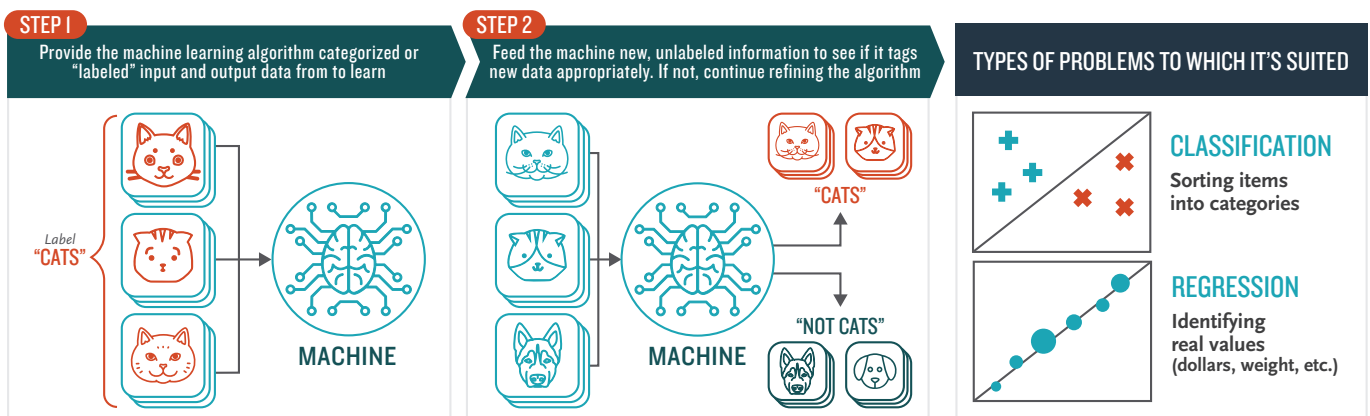 STEP 1
Provide the machine learning algorithm categorized or
“labeled” input and output data from to learn
Label
“CATS”
MACHINE
STEP 2
Feed the machine new, unlabeled information to see if it tags
new data appropriately. If not, continue refining the algorithm
MACHINE
“CATS”
“NOT CATS”
TYPES OF PROBLEMS TO WHICH IT’S SUITED
CLASSIFICATION
Sorting items
into categories
REGRESSION
Identifying
real values
(dollars, weight, etc.)